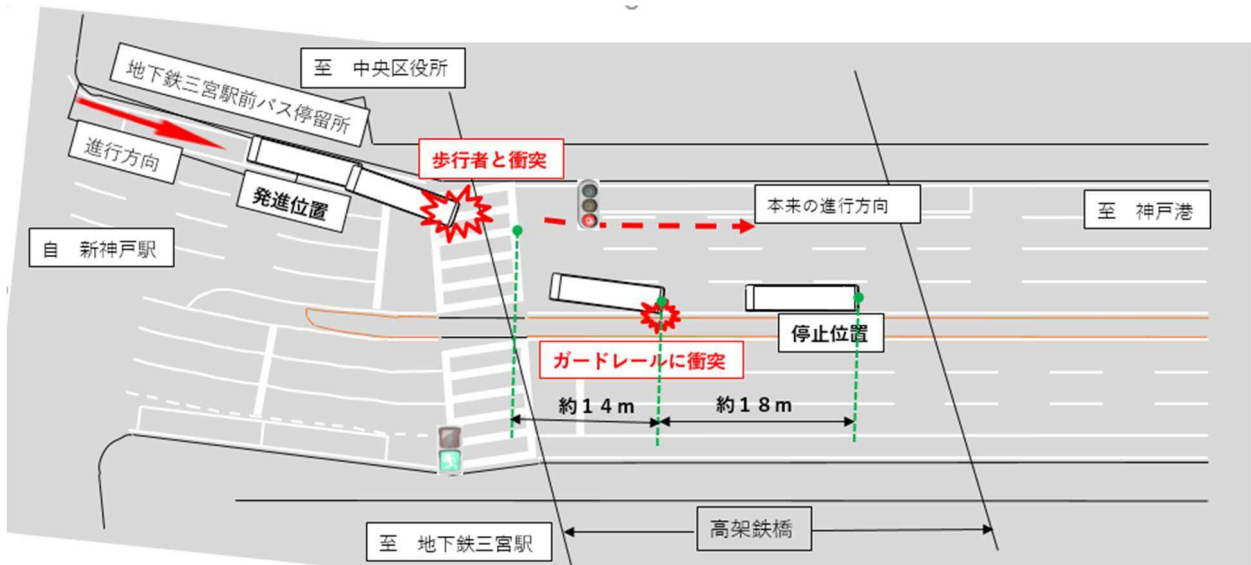 至　中央区役所
地下鉄三宮駅前バス停留所
進行方向
歩行者と衝突
発進位置
本来の進行方向
至　神戸港
自　新神戸駅
停止位置
ガードレールに衝突
約１４ｍ
約１８ｍ
高架鉄橋
至　地下鉄三宮駅